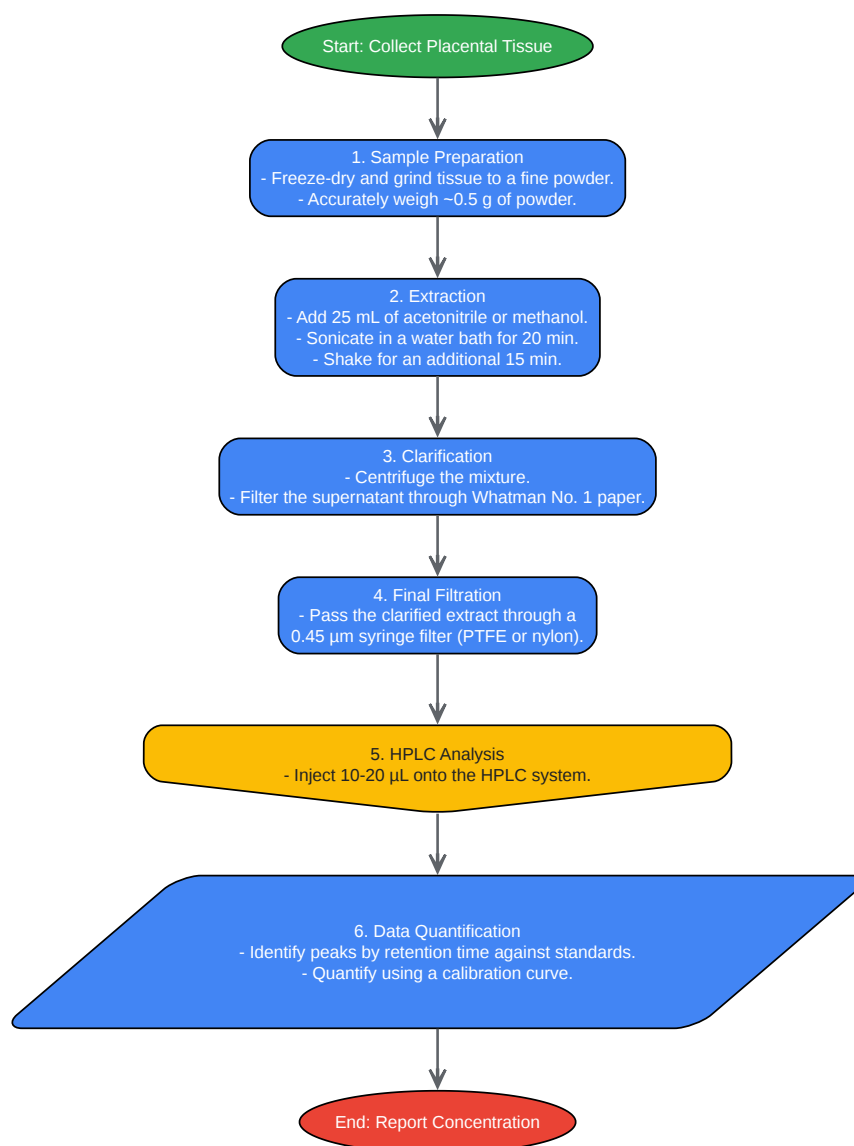 Start: Collect Placental Tissue
1. Sample Preparation
- Freeze-dry and grind tissue to a fine powder.
- Accurately weigh ~0.5 g of powder.
2. Extraction
- Add 25 mL of acetonitrile or methanol.
- Sonicate in a water bath for 20 min.
- Shake for an additional 15 min.
3. Clarification
- Centrifuge the mixture.
- Filter the supernatant through Whatman No. 1 paper.
4. Final Filtration
- Pass the clarified extract through a
0.45 µm syringe filter (PTFE or nylon).
5. HPLC Analysis
- Inject 10-20 µL onto the HPLC system.
6. Data Quantification
- Identify peaks by retention time against standards.
- Quantify using a calibration curve.
End: Report Concentration